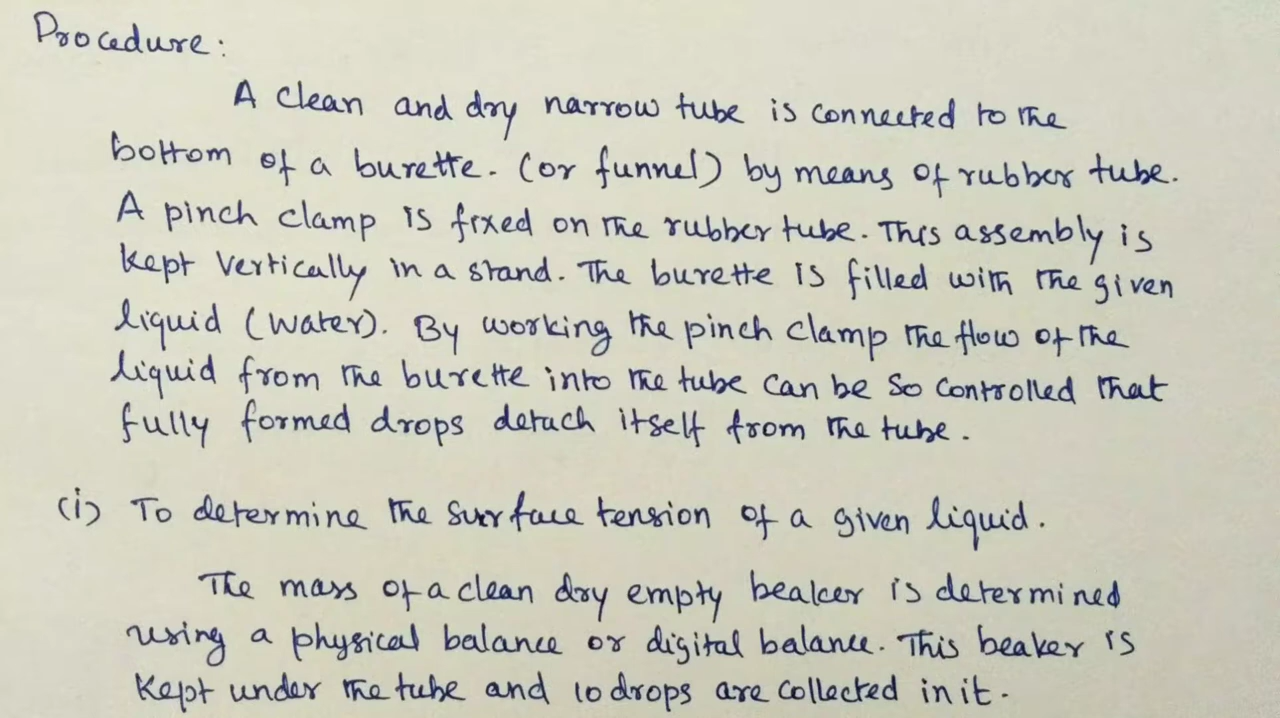 Procedure:
A clean and dry narrow tube is connected to the
bottom of a burette. (or funnel) by means of rubber tube.
A pinch clamp is fixed on the rubber tube. This assembly is
kept vertically in a stand. The burette is filled with the given
liquid (water). By working the pinch clamp the flow of the
liquid from the burette into the tube can be so controlled that
fully formed drops detach itself from the tube.
(i) To determine the surface tension of a given liquid.
The mass of a clean dry empty beaker is determined
using a physical balance or digital balance. This beaker is
kept under the tube and 10 drops are collected in it.